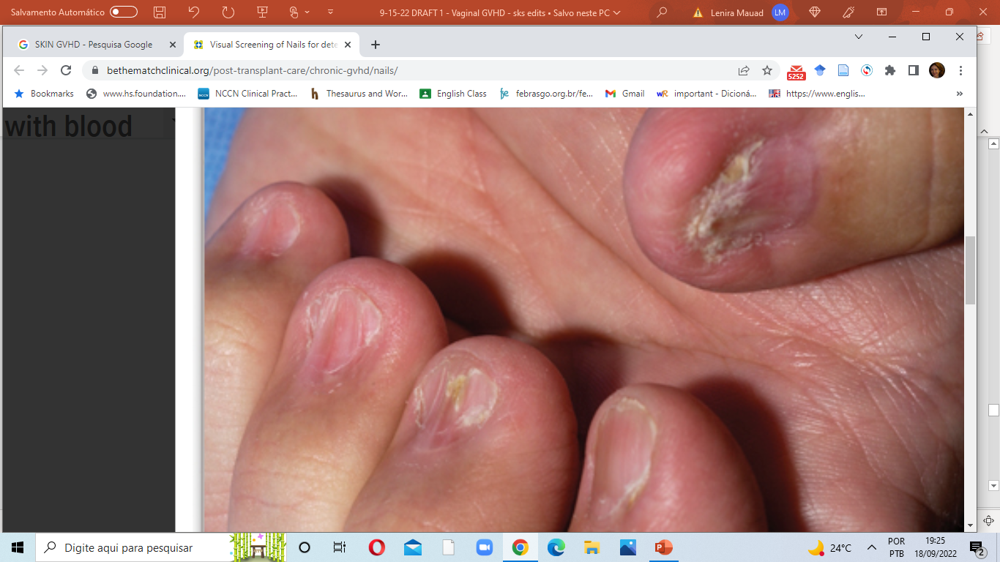 Salvamento Automático
9-15-22 DRAFT 1 - Vaginal GVHD - sks edits • Salvo neste PC
Lenira Mauad
LM
SKIN GVHD - Pesquisa Google
Visual Screening of Nails for dete
bethematchclinical.org/post-transplant-care/chronic-gvhd/nails/
5252
Bookmarks
www.hs.foundation....
NCCN Clinical Pract...
Thesaurus and Wor...
English Class
febrasgo.org.br/fe...
Gmail
important - Dicioná...
https://www.englis...
with blood
Digite aqui para pesquisar
24°C
POR
PTB
19:25
18/09/2022
2